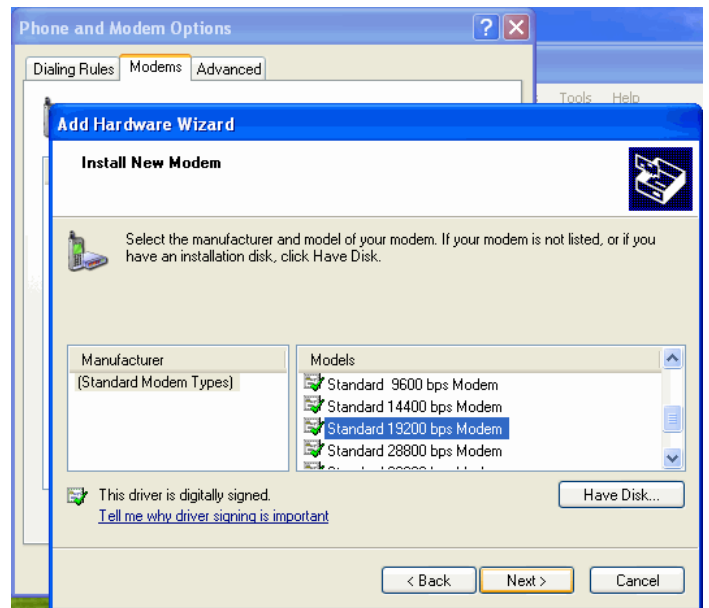 Phone and Modem Options
Dialing Rules Modems Advanced
Tools Help
Add Hardware Wizard
Install New Modem
Select the manufacturer and model of your modem. If your modem is not listed, or if you
have an installation disk, click Have Disk.
Manufacturer
(Standard Modem Types)
Models
Standard 9600 bps Modem
Standard 14400 bps Modem
Standard 19200 bps Modem
Standard 28800 bps Modem
This driver is digitally signed.
Tell me why driver signing is important
Have Disk...
< Back Next > Cancel